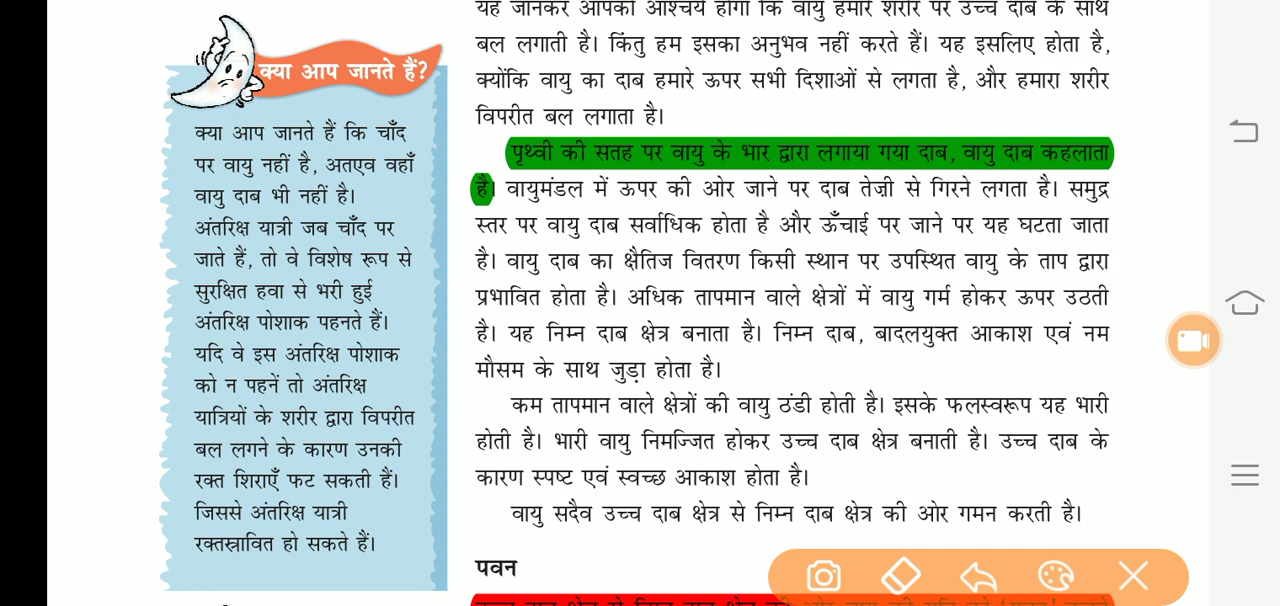 क्या आप जानते हैं?
क्या आप जानते हैं कि चाँद
पर वायु नहीं है, अतएव वहाँ
वायु दाब भी नहीं है।
अंतरिक्ष यात्री जब चाँद पर
जाते हैं, तो वे विशेष रूप से
सुरक्षित हवा से भरी हुई
अंतरिक्ष पोशाक पहनते हैं।
यदि वे इस अंतरिक्ष पोशाक
को न पहनें तो अंतरिक्ष
यात्रियों के शरीर द्वारा विपरीत
बल लगने के कारण उनकी
रक्त शिराएँ फट सकती हैं।
जिससे अंतरिक्ष यात्री
रक्तस्रावित हो सकते हैं।
यह जानकर आपको आश्चर्य होगा कि वायु हमारे शरीर पर उच्च दाब के साथ
बल लगाती है। किंतु हम इसका अनुभव नहीं करते हैं। यह इसलिए होता है,
क्योंकि वायु का दाब हमारे ऊपर सभी दिशाओं से लगता है, और हमारा शरीर
विपरीत बल लगाता है।
पृथ्वी की सतह पर वायु के भार द्वारा लगाया गया दाब, वायु दाब कहलाता
है। वायुमंडल में ऊपर की ओर जाने पर दाब तेज़ी से गिरने लगता है। समुद्र
स्तर पर वायु दाब सर्वाधिक होता है और ऊँचाई पर जाने पर यह घटता जाता
है। वायु दाब का क्षैतिज वितरण किसी स्थान पर उपस्थित वायु के ताप द्वारा
प्रभावित होता है। अधिक तापमान वाले क्षेत्रों में वायु गर्म होकर ऊपर उठती
है। यह निम्न दाब क्षेत्र बनाता है। निम्न दाब, बादलयुक्त आकाश एवं नम
मौसम के साथ जुड़ा होता है।
कम तापमान वाले क्षेत्रों की वायु ठंडी होती है। इसके फलस्वरूप यह भारी
होती है। भारी वायु निमज्जित होकर उच्च दाब क्षेत्र बनाती है। उच्च दाब के
कारण स्पष्ट एवं स्वच्छ आकाश होता है।
वायु सदैव उच्च दाब क्षेत्र से निम्न दाब क्षेत्र की ओर गमन करती है।
पवन